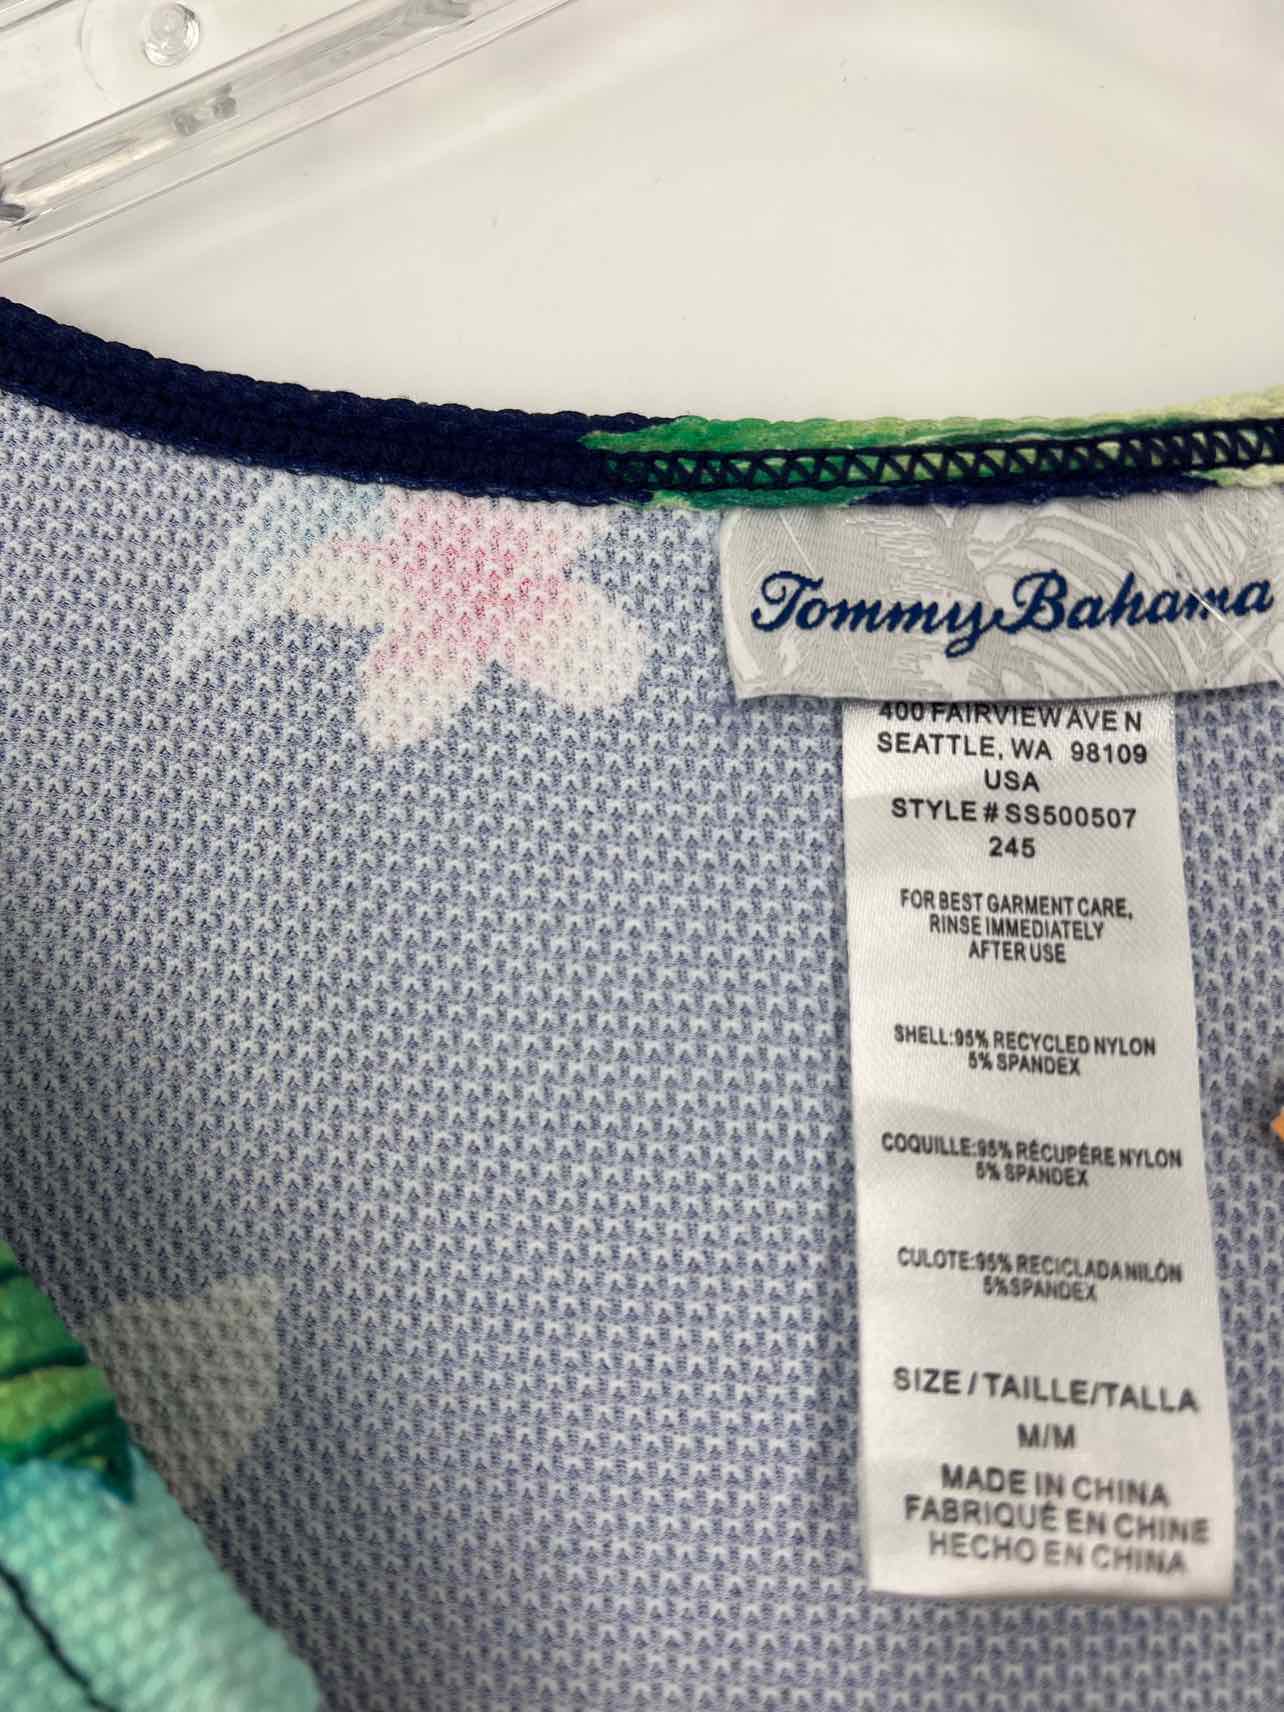 Tommy Bahama
400 FAIRVIEW AVE N
SEATTLE, WA 98109
USA
STYLE # SS500507
245
FOR BEST GARMENT CARE,
RINSE IMMEDIATELY
AFTER USE
SHELL:95% RECYCLED NYLON
5% SPANDEX
COQUILLE:95% RÉCUPÉRE NYLON
5% SPANDEX
CULOTE:95% RECICLADA NILÓN
5%SPANDEX
SIZE / TAILLE/TALLA
M/M
MADE IN CHINA
FABRIQUÉ EN CHINE
HECHO EN CHINA